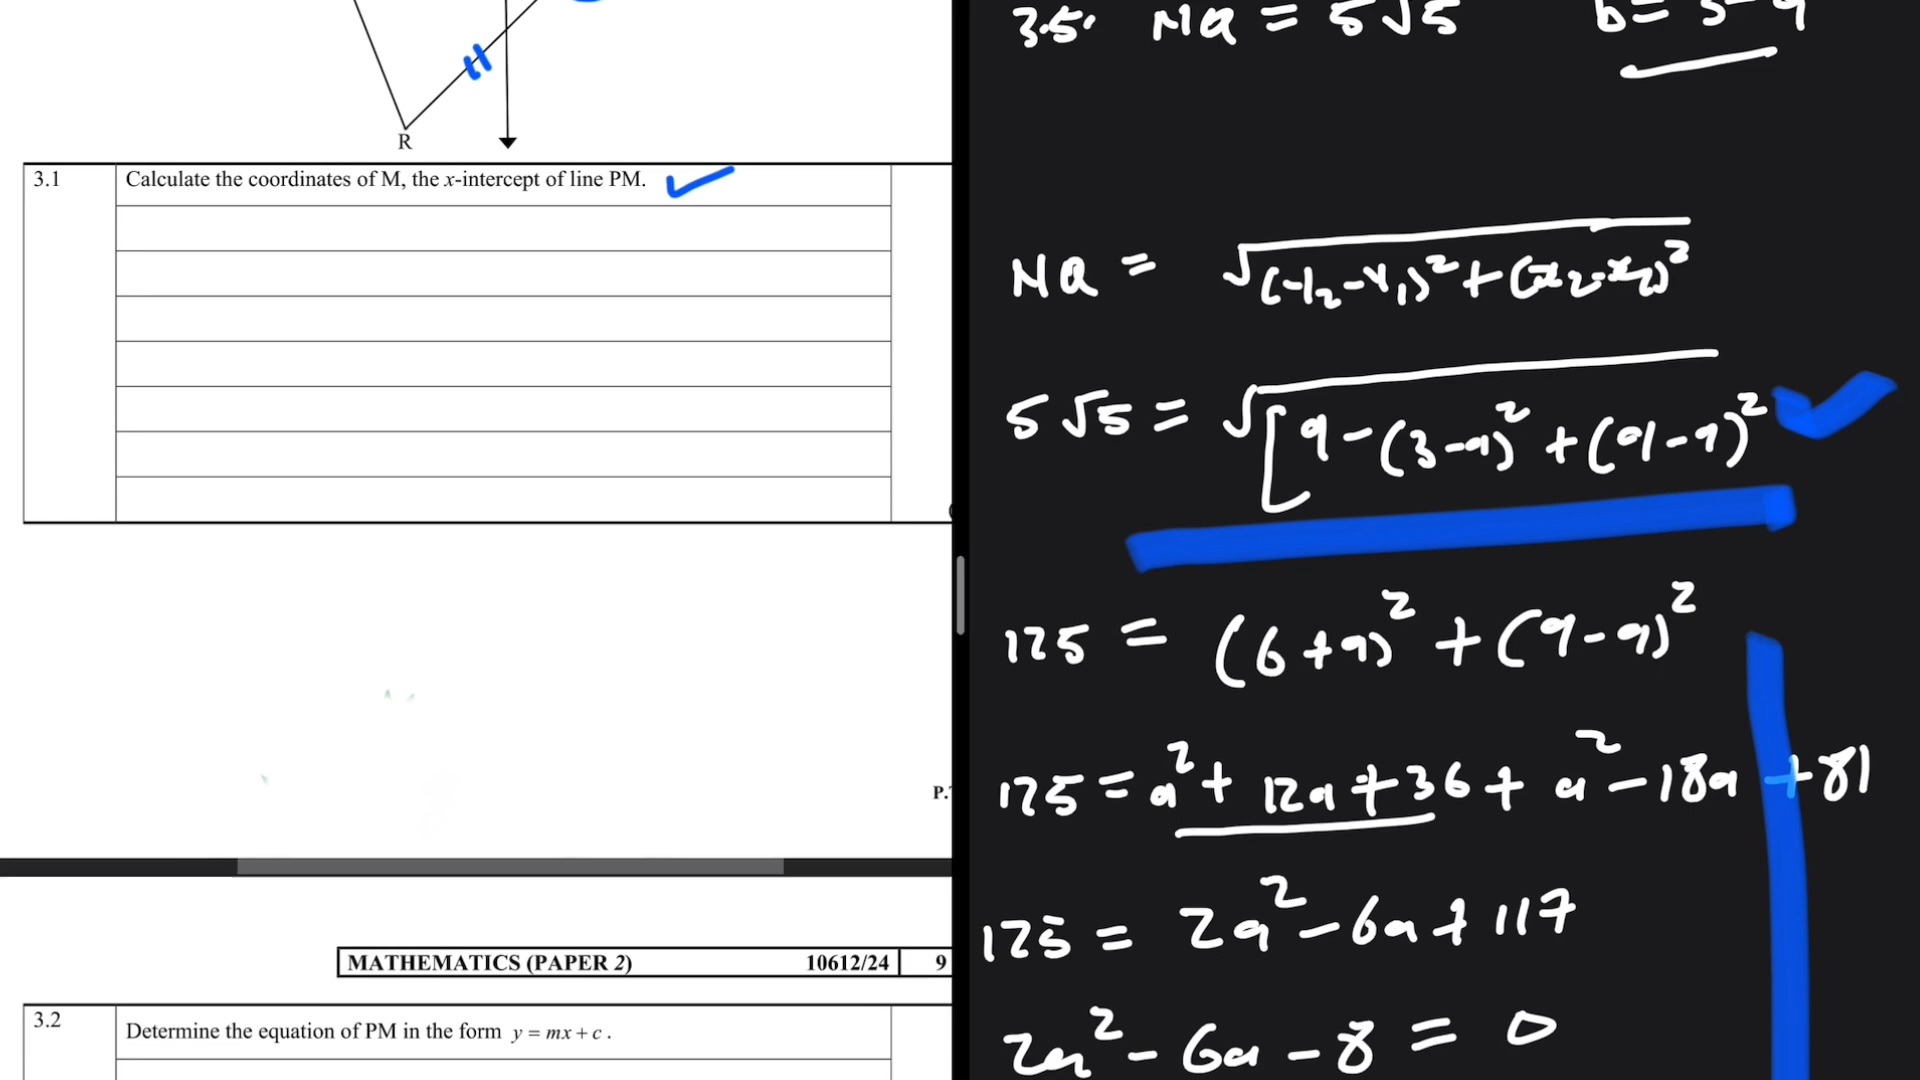 R
3.1 Calculate the coordinates of M, the x-intercept of line PM.
P.
MATHEMATICS (PAPER 2) 10612/24 9
3.2 Determine the equation of PM in the form y = mx + c .
3.5. NQ = 5√5 b = 3-a
NQ = √(y₂-y₁)²+(x₂-x₁)²
5√5 = √[9-(3-a)² + (a-9)²
125 = (6+a)² + (9-a)²
125 = a² + 12a + 36 + a² - 18a + 81
125 = 2a² - 6a + 117
2a² - 6a - 8 = 0